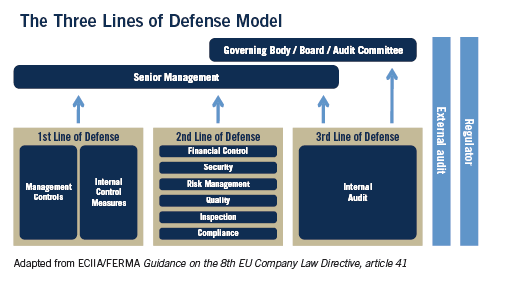 The Three Lines of Defense Model
Governing Body / Board / Audit Committee
Senior Management
1st Line of Defense
Management
Controls
Internal
Control
Measures
2nd Line of Defense
Financial Control
Security
Risk Management
Quality
Inspection
Compliance
3rd Line of Defense
Internal
Audit
External audit
Regulator
Adapted from ECIIA/FERMA Guidance on the 8th EU Company Law Directive, article 41